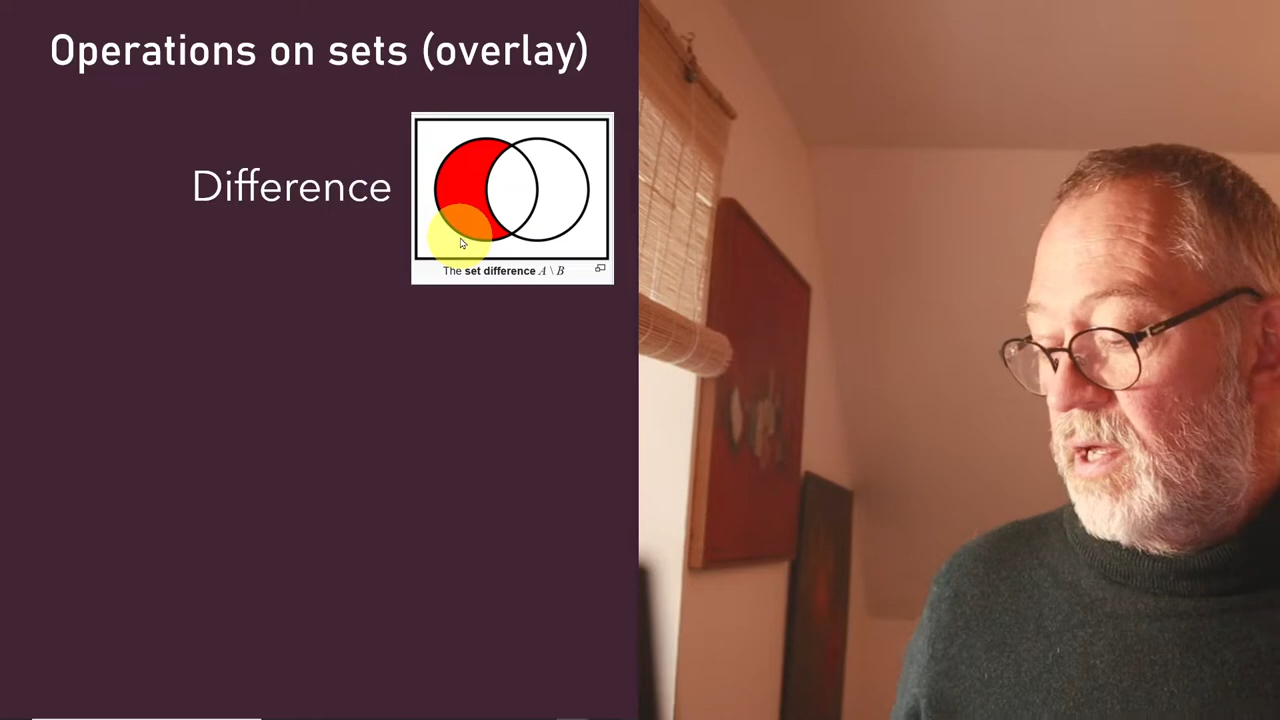 Operations on sets (overlay)
Difference
The set difference A \ B